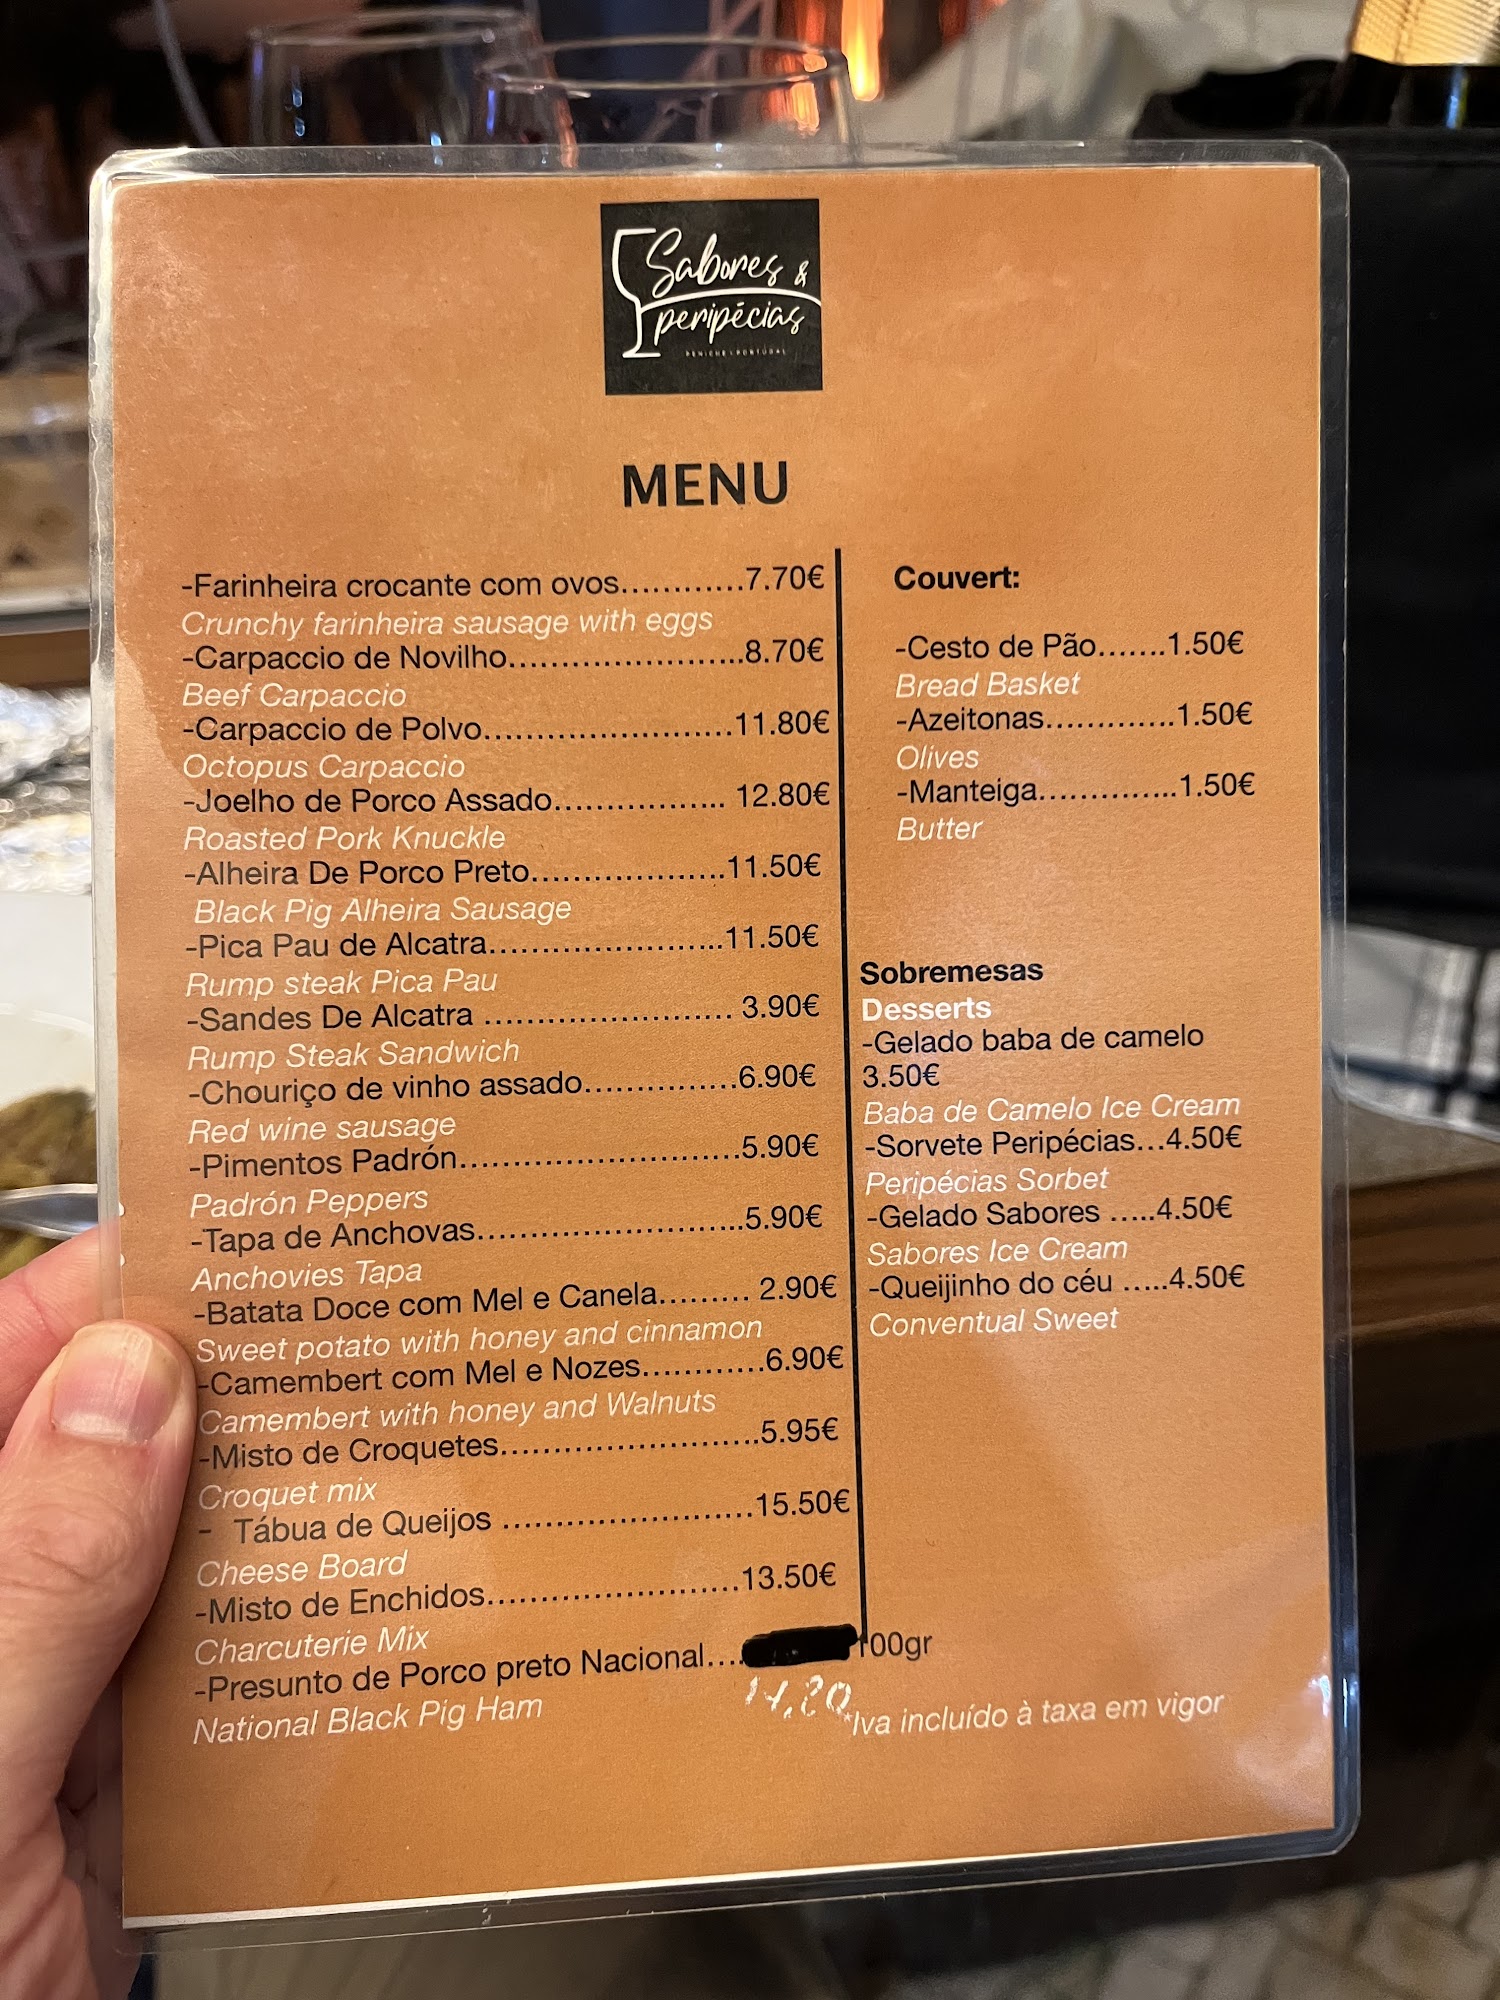 Sabores &
peripécias
PENICHE • PORTUGAL
MENU
-Farinheira crocante com ovos............7.70€
Crunchy farinheira sausage with eggs
-Carpaccio de Novilho.......................8.70€
Beef Carpaccio
-Carpaccio de Polvo........................11.80€
Octopus Carpaccio
-Joelho de Porco Assado................. 12.80€
Roasted Pork Knuckle
-Alheira De Porco Preto...................11.50€
Black Pig Alheira Sausage
-Pica Pau de Alcatra.......................11.50€
Rump steak Pica Pau
-Sandes De Alcatra ........................ 3.90€
Rump Steak Sandwich
-Chouriço de vinho assado...............6.90€
Red wine sausage
-Pimentos Padrón...........................5.90€
Padrón Peppers
-Tapa de Anchovas..........................5.90€
Anchovies Tapa
-Batata Doce com Mel e Canela......... 2.90€
Sweet potato with honey and cinnamon
-Camembert com Mel e Nozes............6.90€
Camembert with honey and Walnuts
-Misto de Croquetes.........................5.95€
Croquet mix
- Tábua de Queijos ........................15.50€
Cheese Board
-Misto de Enchidos.........................13.50€
Charcuterie Mix
-Presunto de Porco preto Nacional.... 100gr
14,80
National Black Pig Ham
Couvert:
-Cesto de Pão.......1.50€
Bread Basket
-Azeitonas.............1.50€
Olives
-Manteiga..............1.50€
Butter
Sobremesas
Desserts
-Gelado baba de camelo
3.50€
Baba de Camelo Ice Cream
-Sorvete Peripécias...4.50€
Peripécias Sorbet
-Gelado Sabores .....4.50€
Sabores Ice Cream
-Queijinho do céu .....4.50€
Conventual Sweet
*Iva incluído à taxa em vigor